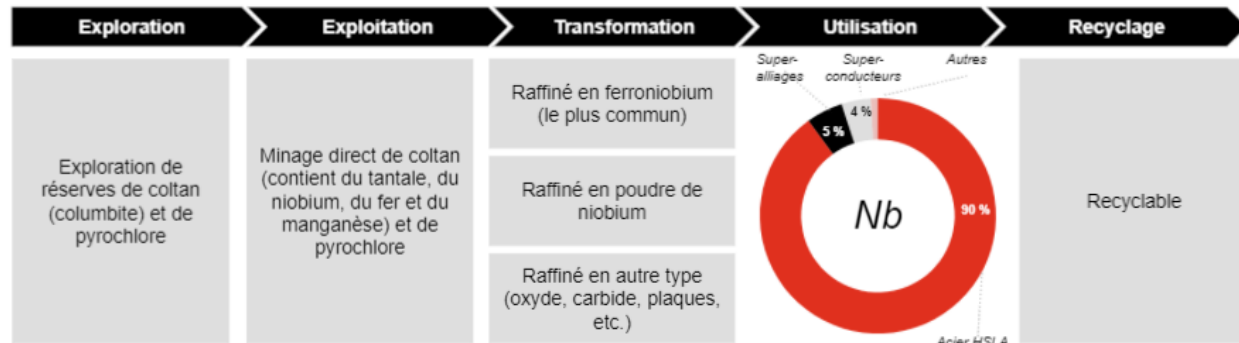 Exploration
Exploitation
Transformation
Utilisation
Recyclage
Exploration de
réserves de coltan
(columbite) et de
pyrochlore
Minage direct de coltan
(contient du tantale, du
niobium, du fer et du
manganèse) et de
pyrochlore
Raffiné en ferroniobium
(le plus commun)
Raffiné en poudre de
niobium
Raffiné en autre type
(oxyde, carbide, plaques,
etc.)
Super-
alliages
Super-
conducteurs
Autres
5 %
4 %
90 %
Nb
Acier HSLA
Recyclable